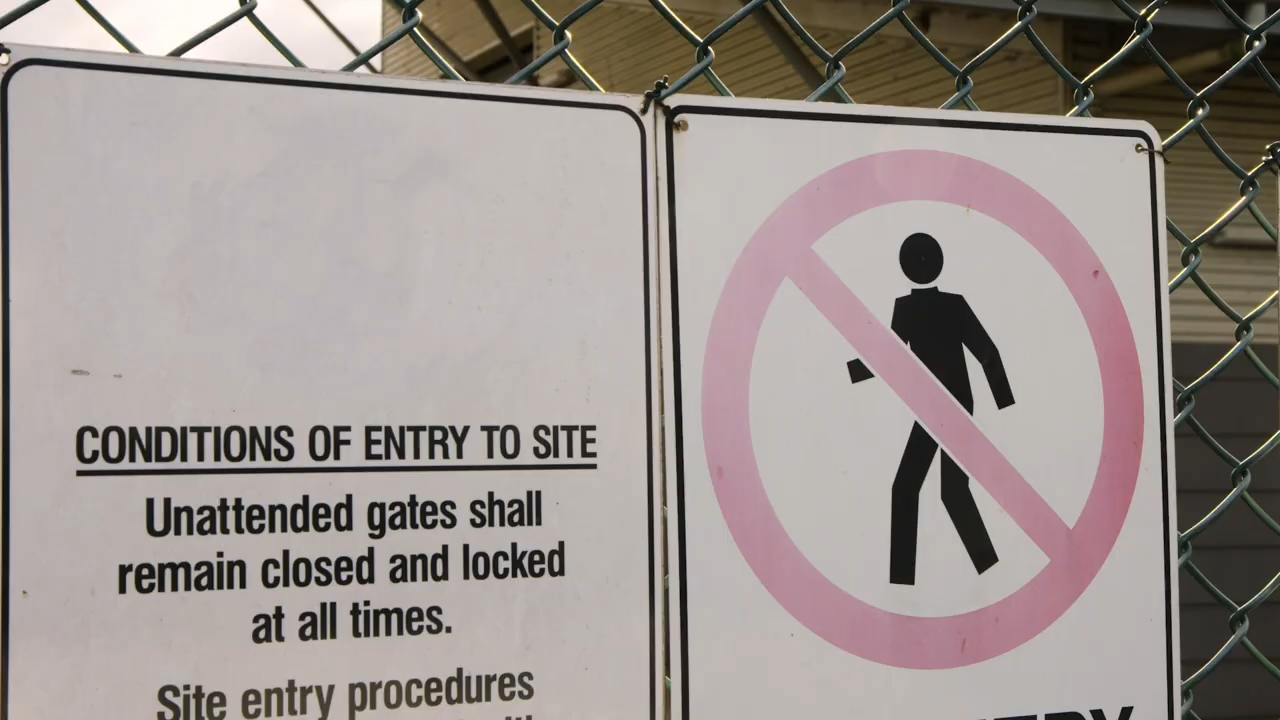 CONDITIONS OF ENTRY TO SITE
Unattended gates shall
remain closed and locked
at all times.
Site entry procedures